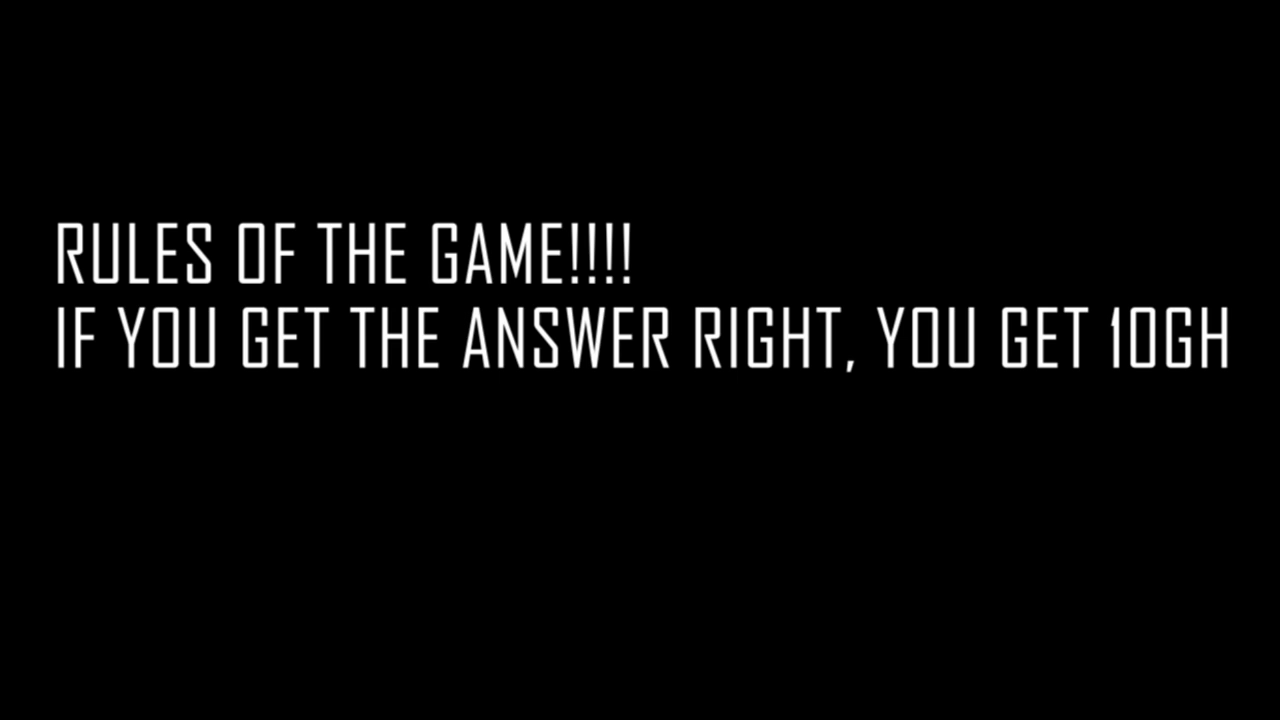 RULES OF THE GAME!!!!
IF YOU GET THE ANSWER RIGHT, YOU GET 10GH